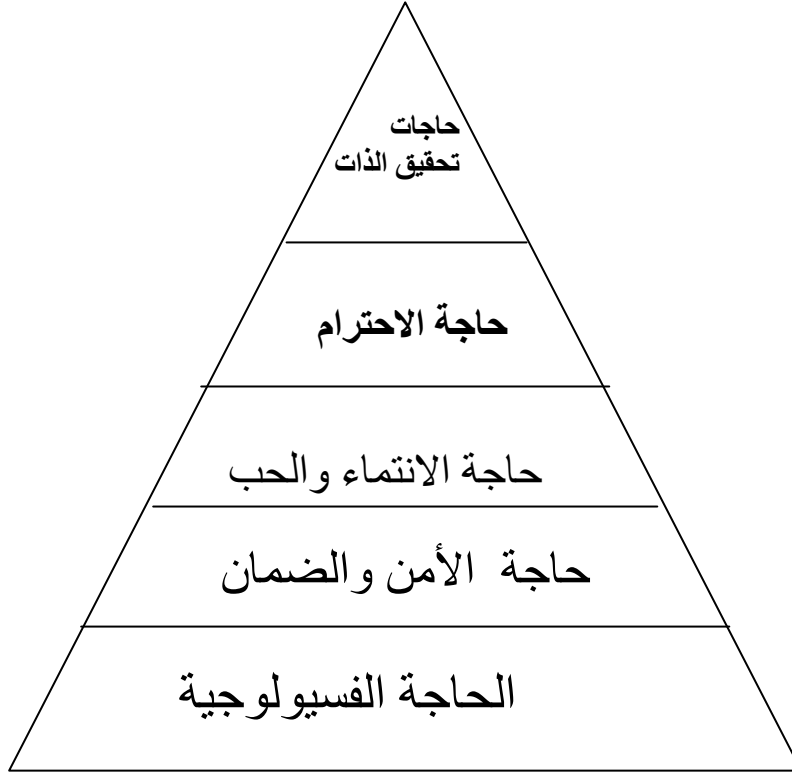 حاجات
تحقيق الذات
حاجة الاحترام
حاجة الانتماء والحب
حاجة الأمن والضمان
الحاجة الفسيولوجية